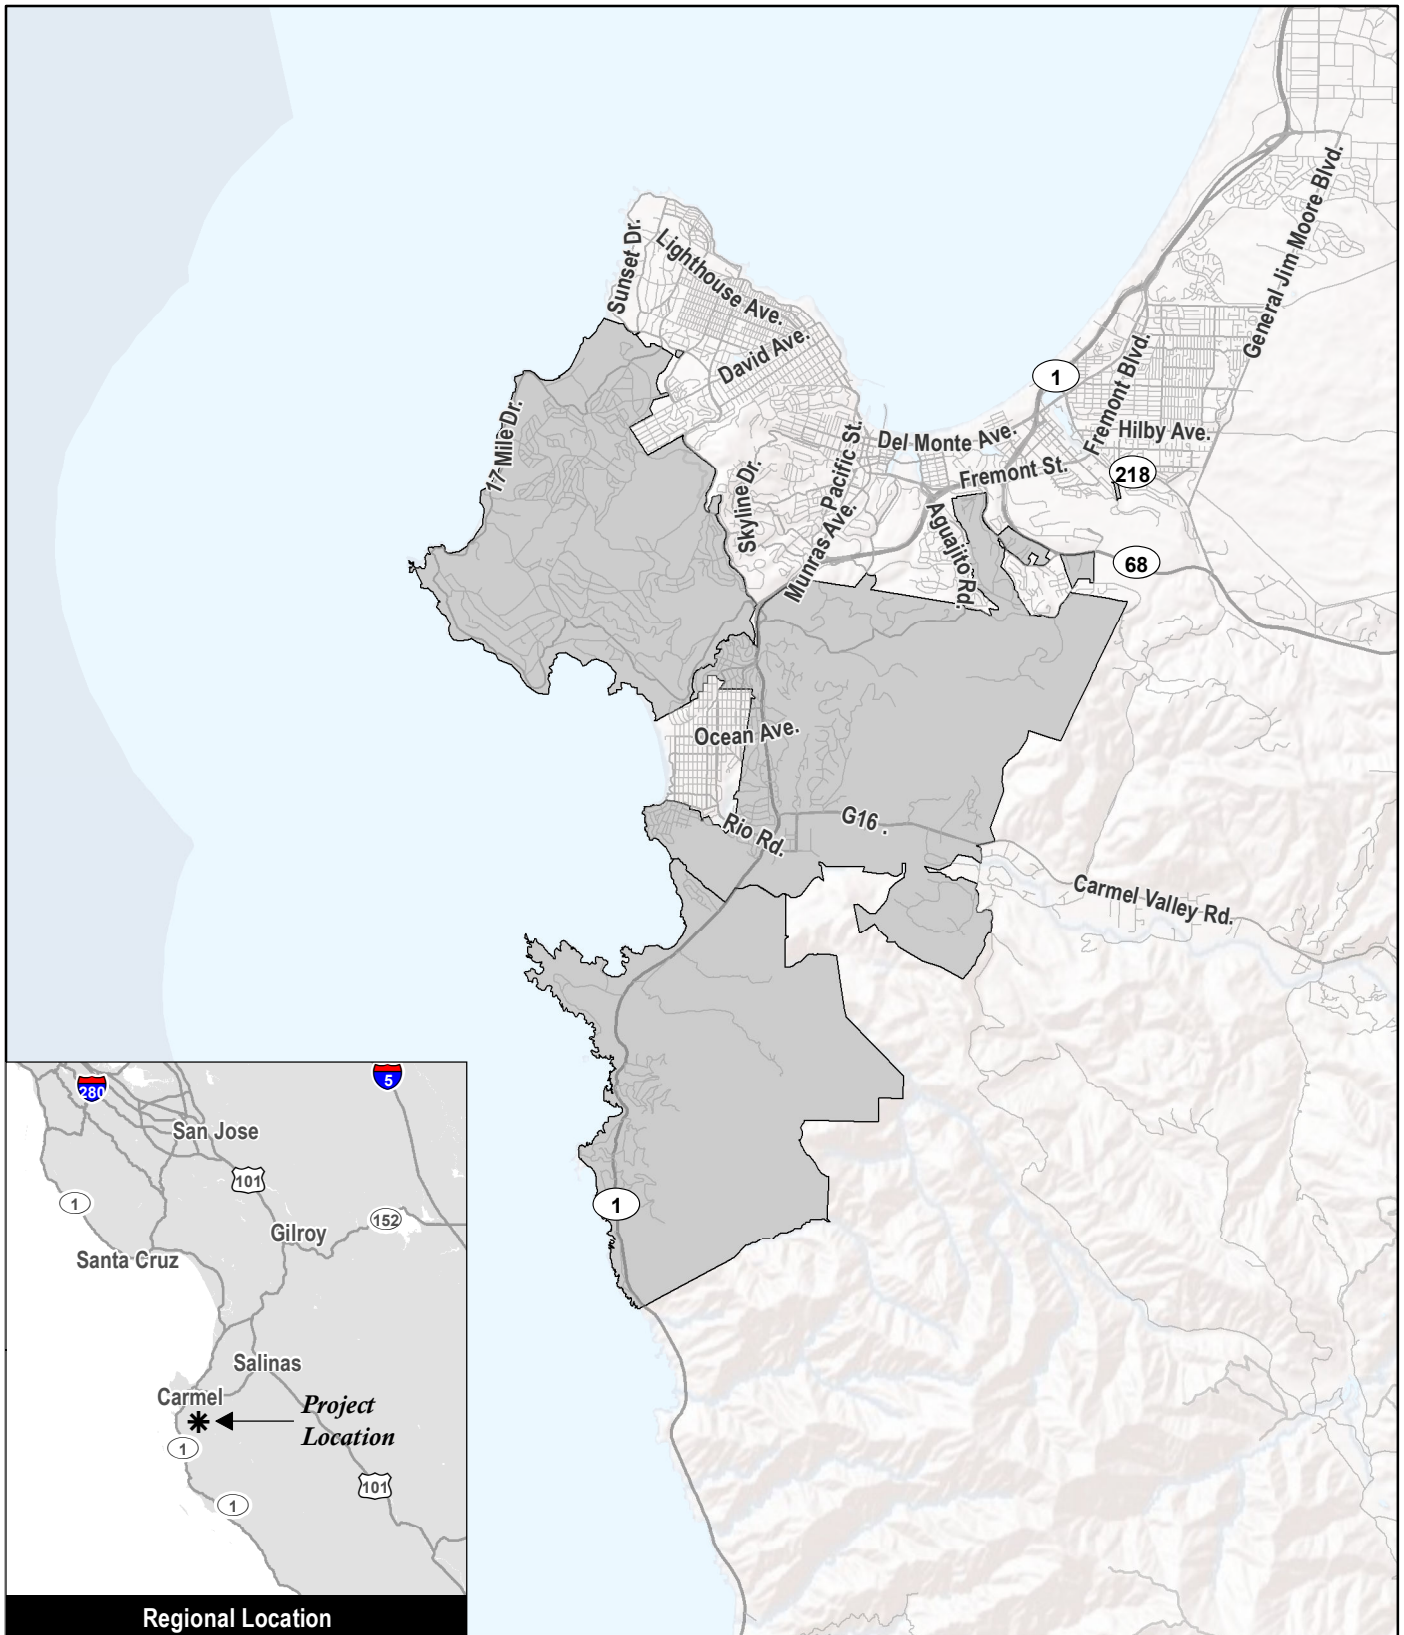 Sunset Dr.
Lighthouse Ave.
David Ave.
17 Mile Dr.
Skyline Dr.
Pacific St.
Munras Ave.
Del Monte Ave.
Fremont St.
Aguajito Rd.
Fremont Blvd.
Hilby Ave.
General Jim Moore Blvd.
1
218
68
Ocean Ave.
Rio Rd.
G16 .
Carmel Valley Rd.
1
280
5
San Jose
101
1
152
Gilroy
Santa Cruz
Salinas
Carmel
Project
Location
1
101
1
Regional Location